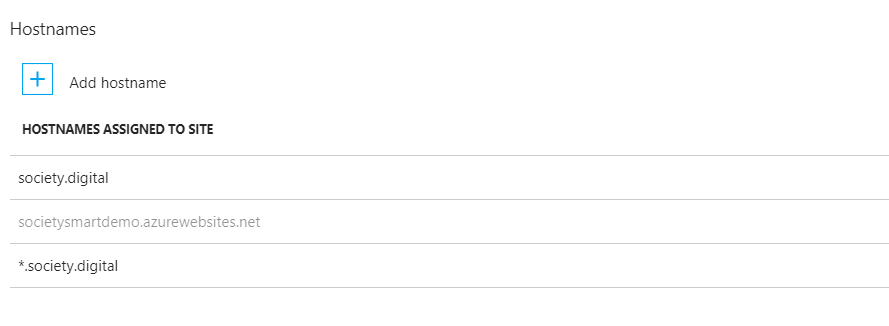 Hostnames
Add hostname
HOSTNAMES ASSIGNED TO SITE
society.digital
societysmartdemo.azurewebsites.net
*.society.digital